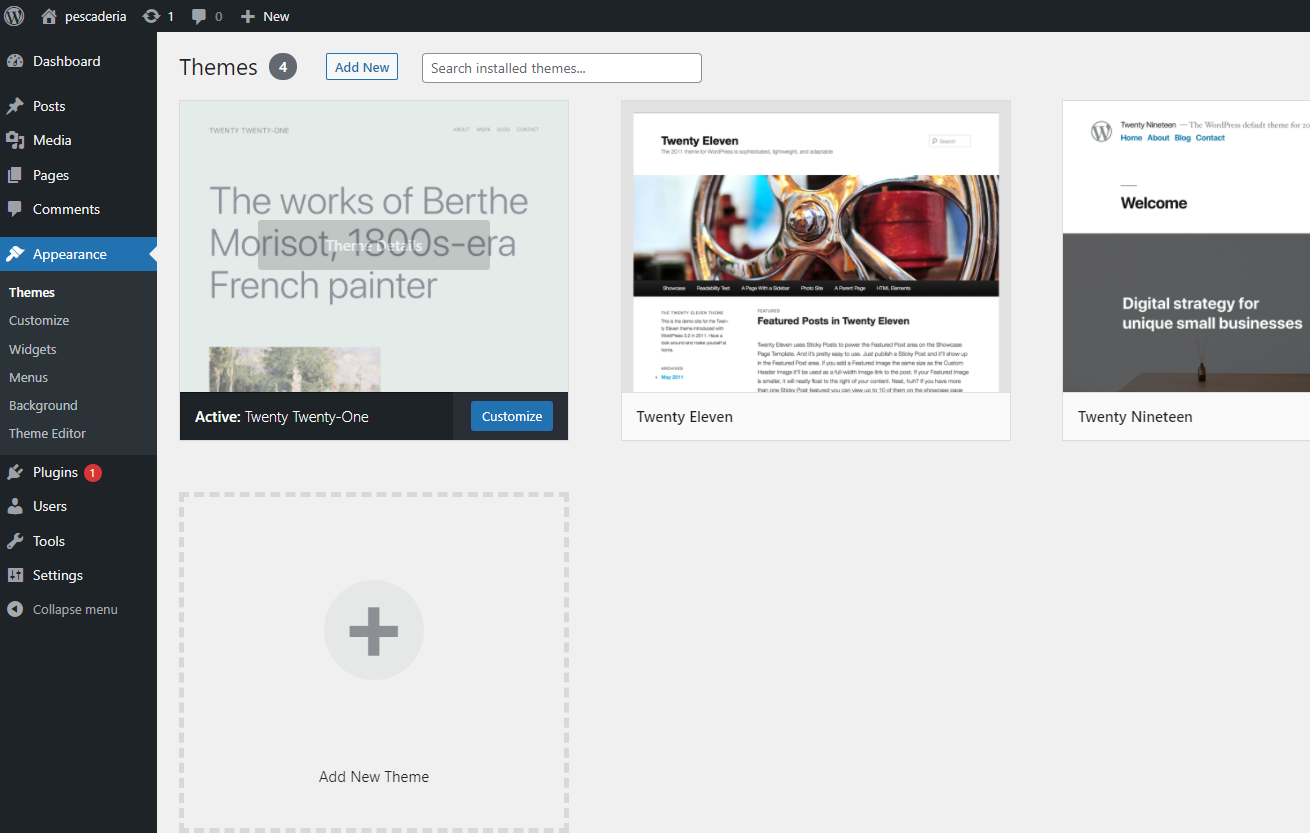 pescaderia 1 0 New
Dashboard
Posts
Media
Pages
Comments
Appearance
Themes
Customize
Widgets
Menus
Background
Theme Editor
Plugins 1
Users
Tools
Settings
Collapse menu
Themes 4 Add New Search installed themes...
TWENTY TWENTY-ONE
ABOUT WORK BLOG CONTACT
The works of Berthe
Morisot, 1800s-era
French painter
Theme Details
Active: Twenty Twenty-One Customize
Twenty Eleven
The 2011 theme for WordPress is sophisticated, lightweight, and adaptable
Search
Showcase Readability Test A Page With a Sidebar Photo Site A Parent Page HTML Elements
THE TWENTY ELEVEN THEME
This is the demo site for the Twen-
ty Eleven theme introduced with
WordPress 3.2 in 2011. Have a
look around and make yourself at
home.
ARCHIVES
May 2011
FEATURED
Featured Posts in Twenty Eleven
Twenty Eleven uses Sticky Posts to power the Featured Post area on the Showcase
Page Template. And it's pretty easy to use. Just publish a Sticky Post and it'll show up
in the Featured Post area. If you add a Featured Image the same size as the Custom
Header Image it'll be used as a full-width image link to the post. If your Featured Image
is smaller, it will neatly float to the right of your content. Neat, huh? If you have more
than one Sticky Post featured you can view up to 10 of them on the showcase page
Twenty Eleven
Twenty Nineteen — The WordPress default theme for 20
Home About Blog Contact
Welcome
Digital strategy for
unique small businesses
Twenty Nineteen
Add New Theme